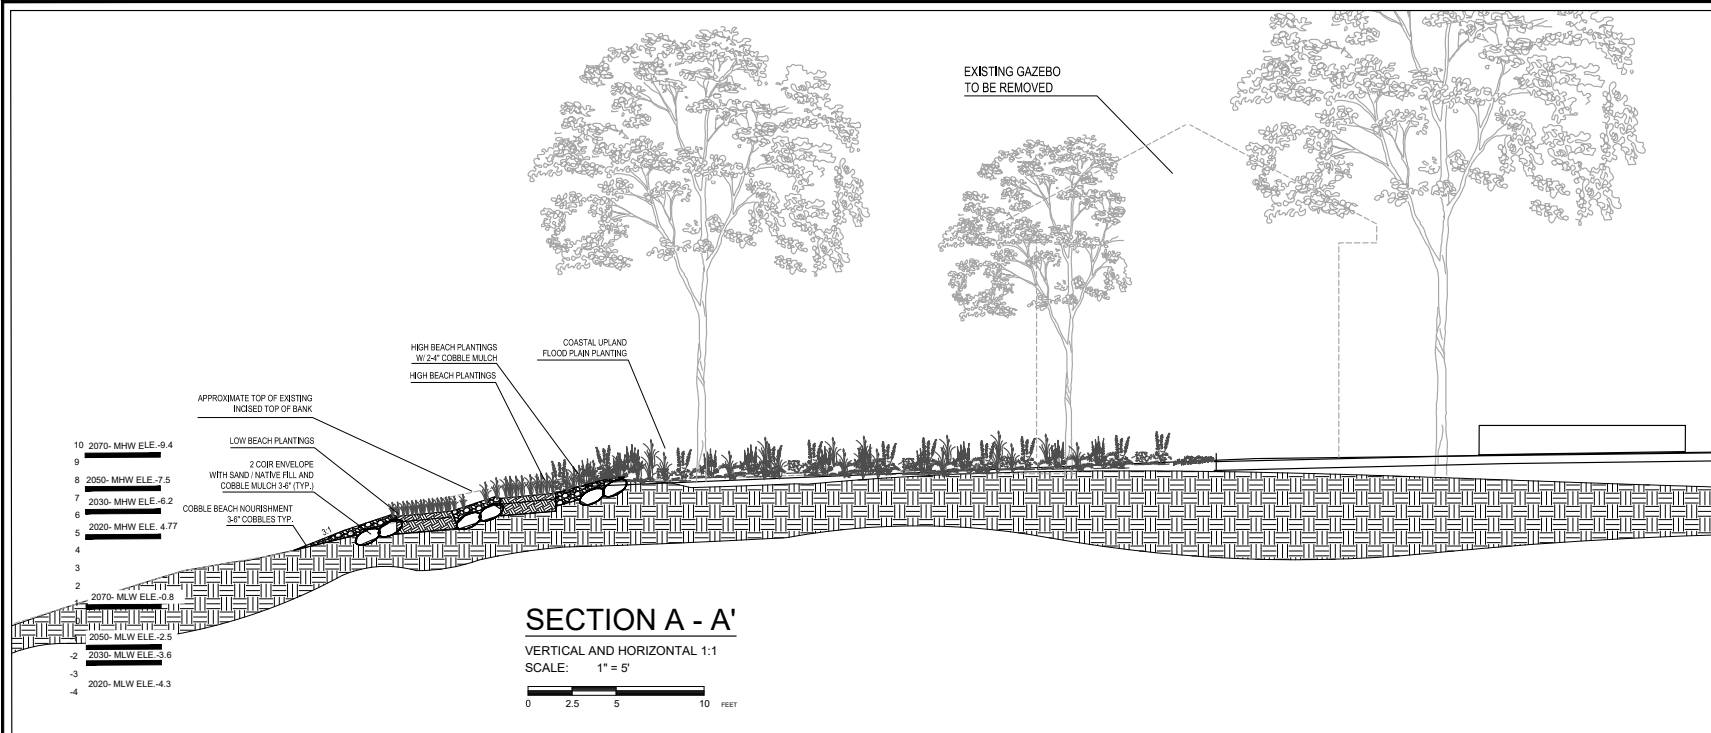 EXISTING GAZEBO
TO BE REMOVED
COASTAL UPLAND
FLOOD PLAIN PLANTING
HIGH BEACH PLANTINGS
W/ 2-4" COBBLE MULCH
HIGH BEACH PLANTINGS
APPROXIMATE TOP OF EXISTING
INCISED TOP OF BANK
LOW BEACH PLANTINGS
2 COIR ENVELOPE
WITH SAND / NATIVE FILL AND
COBBLE MULCH 3-6" (TYP.)
COBBLE BEACH NOURISHMENT
3-6" COBBLES TYP.
3:1
10 2070- MHW ELE.-9.4
9
8 2050- MHW ELE.-7.5
7
2030- MHW ELE.-6.2
6
2020- MHW ELE. 4.77
5
4
3
2
2070- MLW ELE.-0.8
1
0
2050- MLW ELE.-2.5
-2 2030- MLW ELE.-3.6
-3
2020- MLW ELE.-4.3
-4
SECTION A - A'
VERTICAL AND HORIZONTAL 1:1
SCALE: 1" = 5'
0 2.5 5 10 FEET